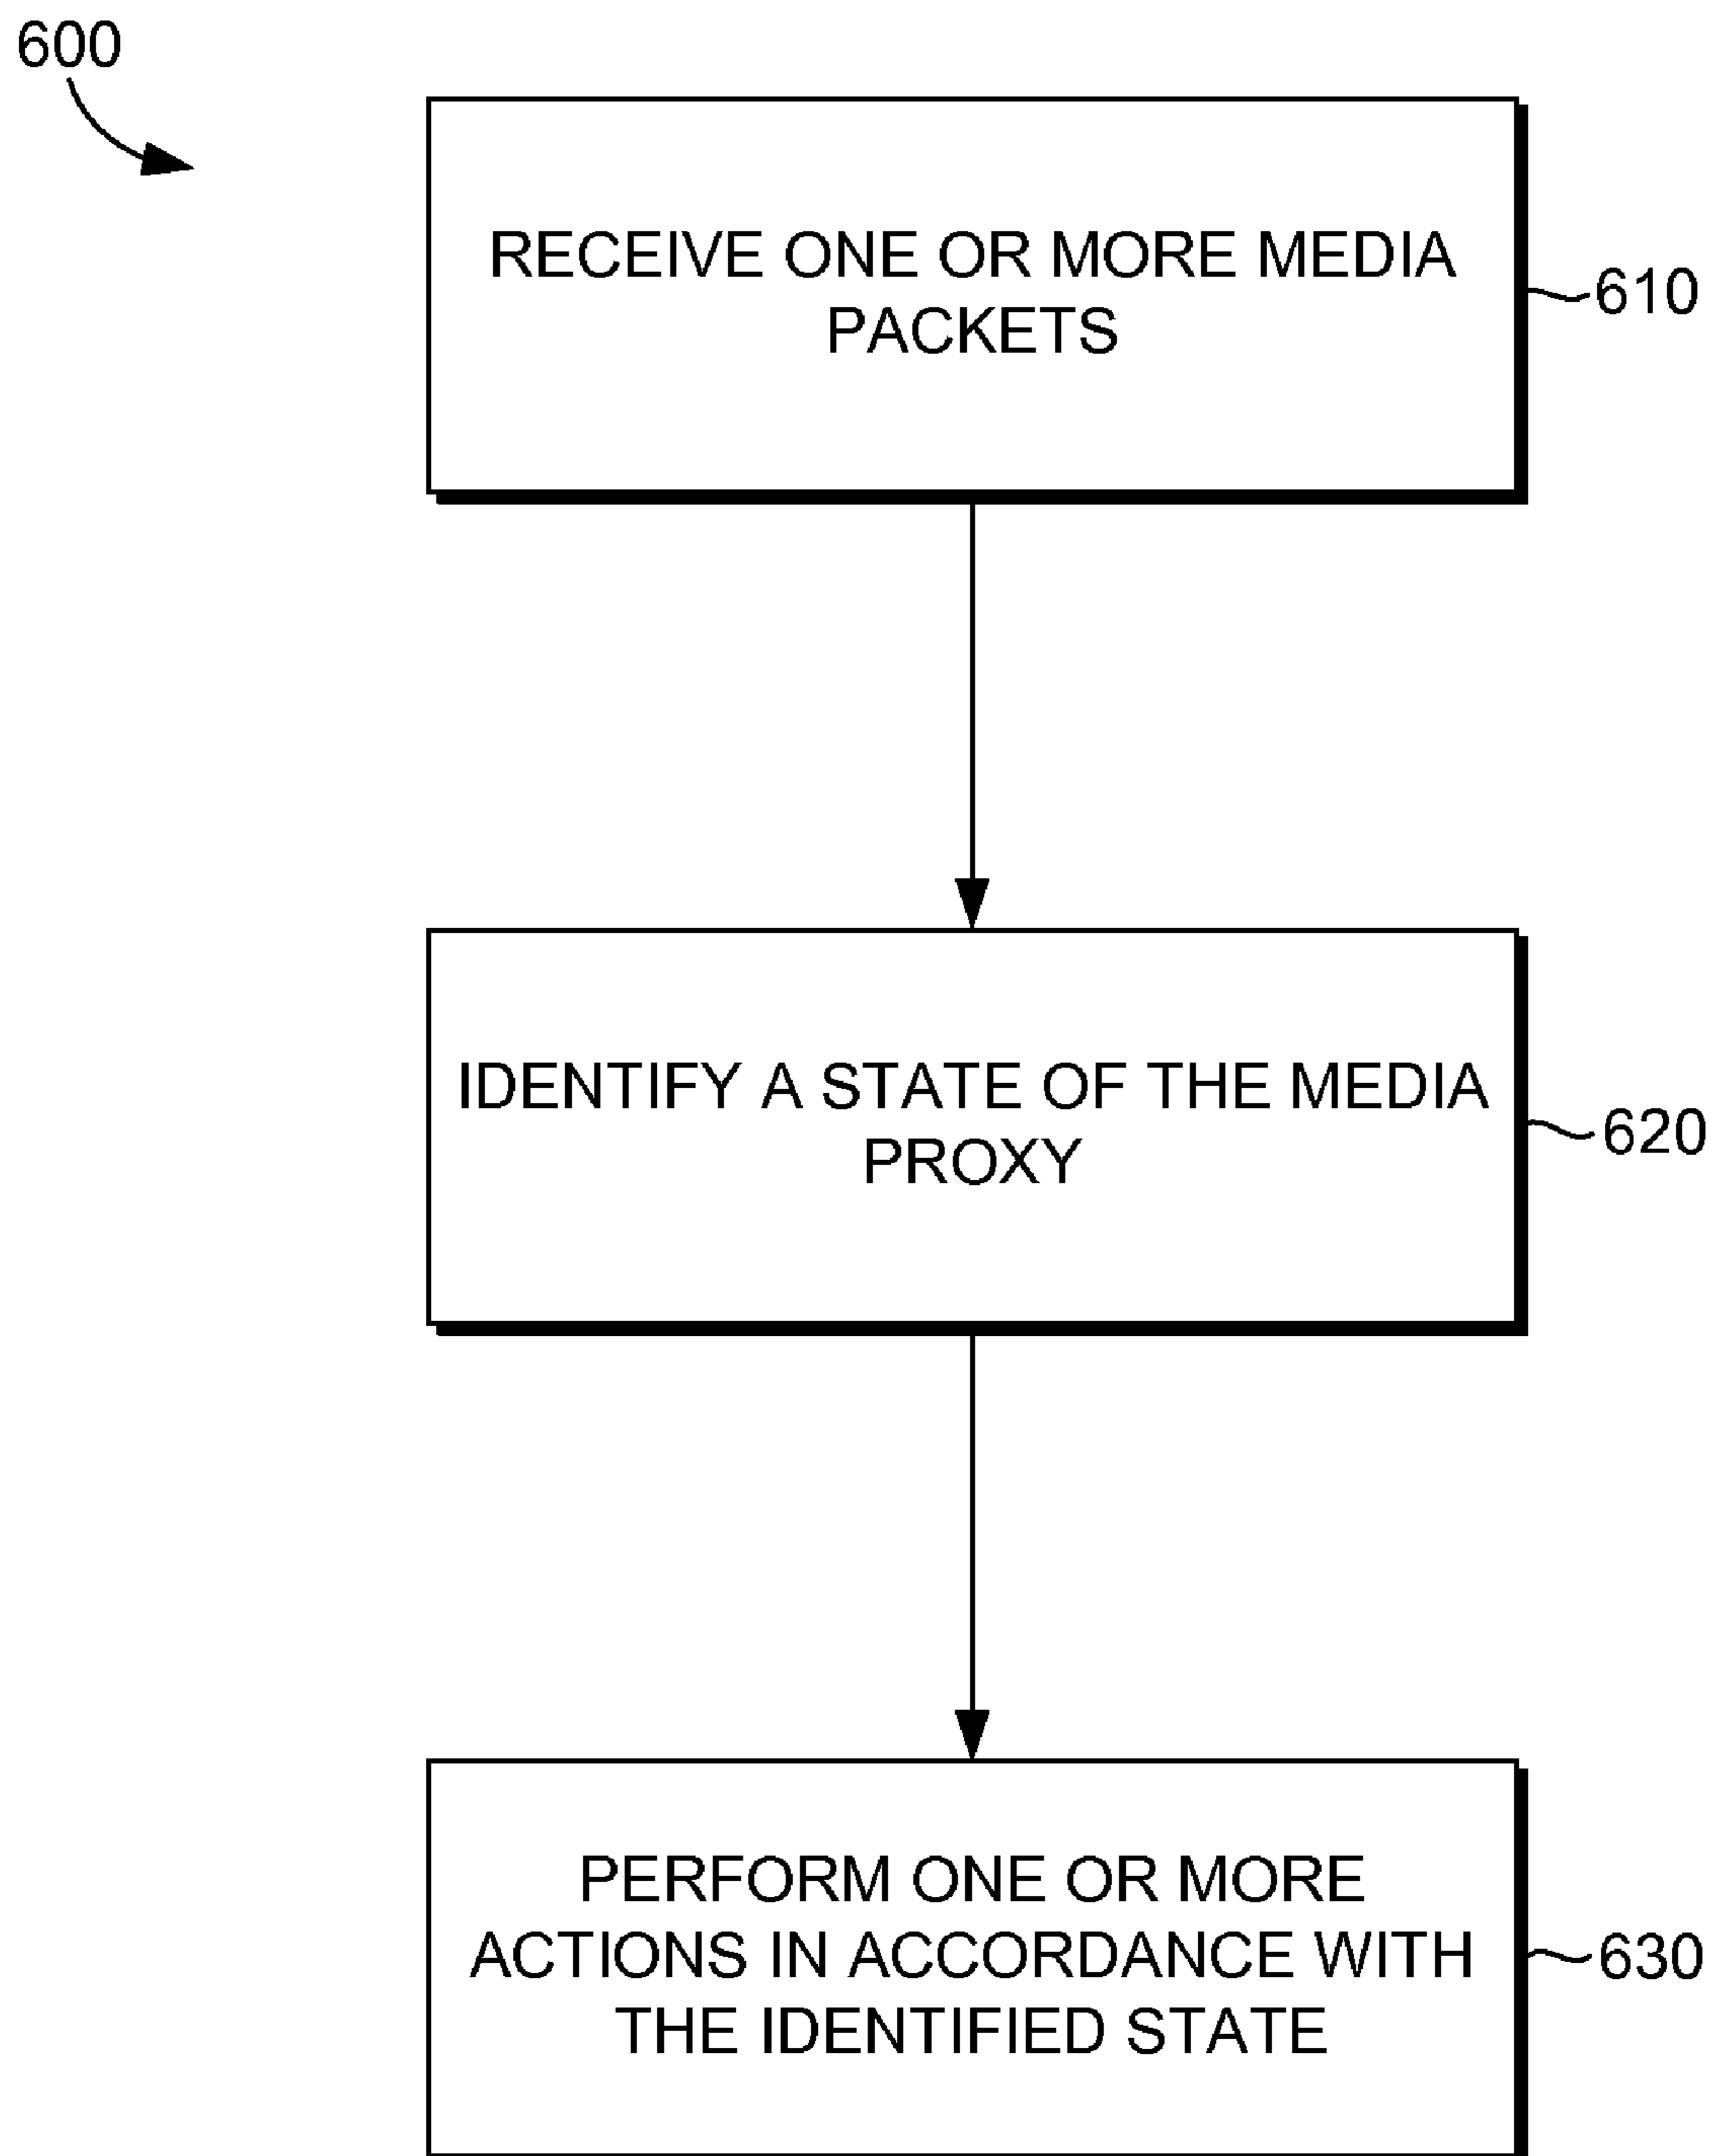 600
RECEIVE ONE OR MORE MEDIA
PACKETS
610
IDENTIFY A STATE OF THE MEDIA
PROXY
620
PERFORM ONE OR MORE
ACTIONS IN ACCORDANCE WITH
THE IDENTIFIED STATE
630